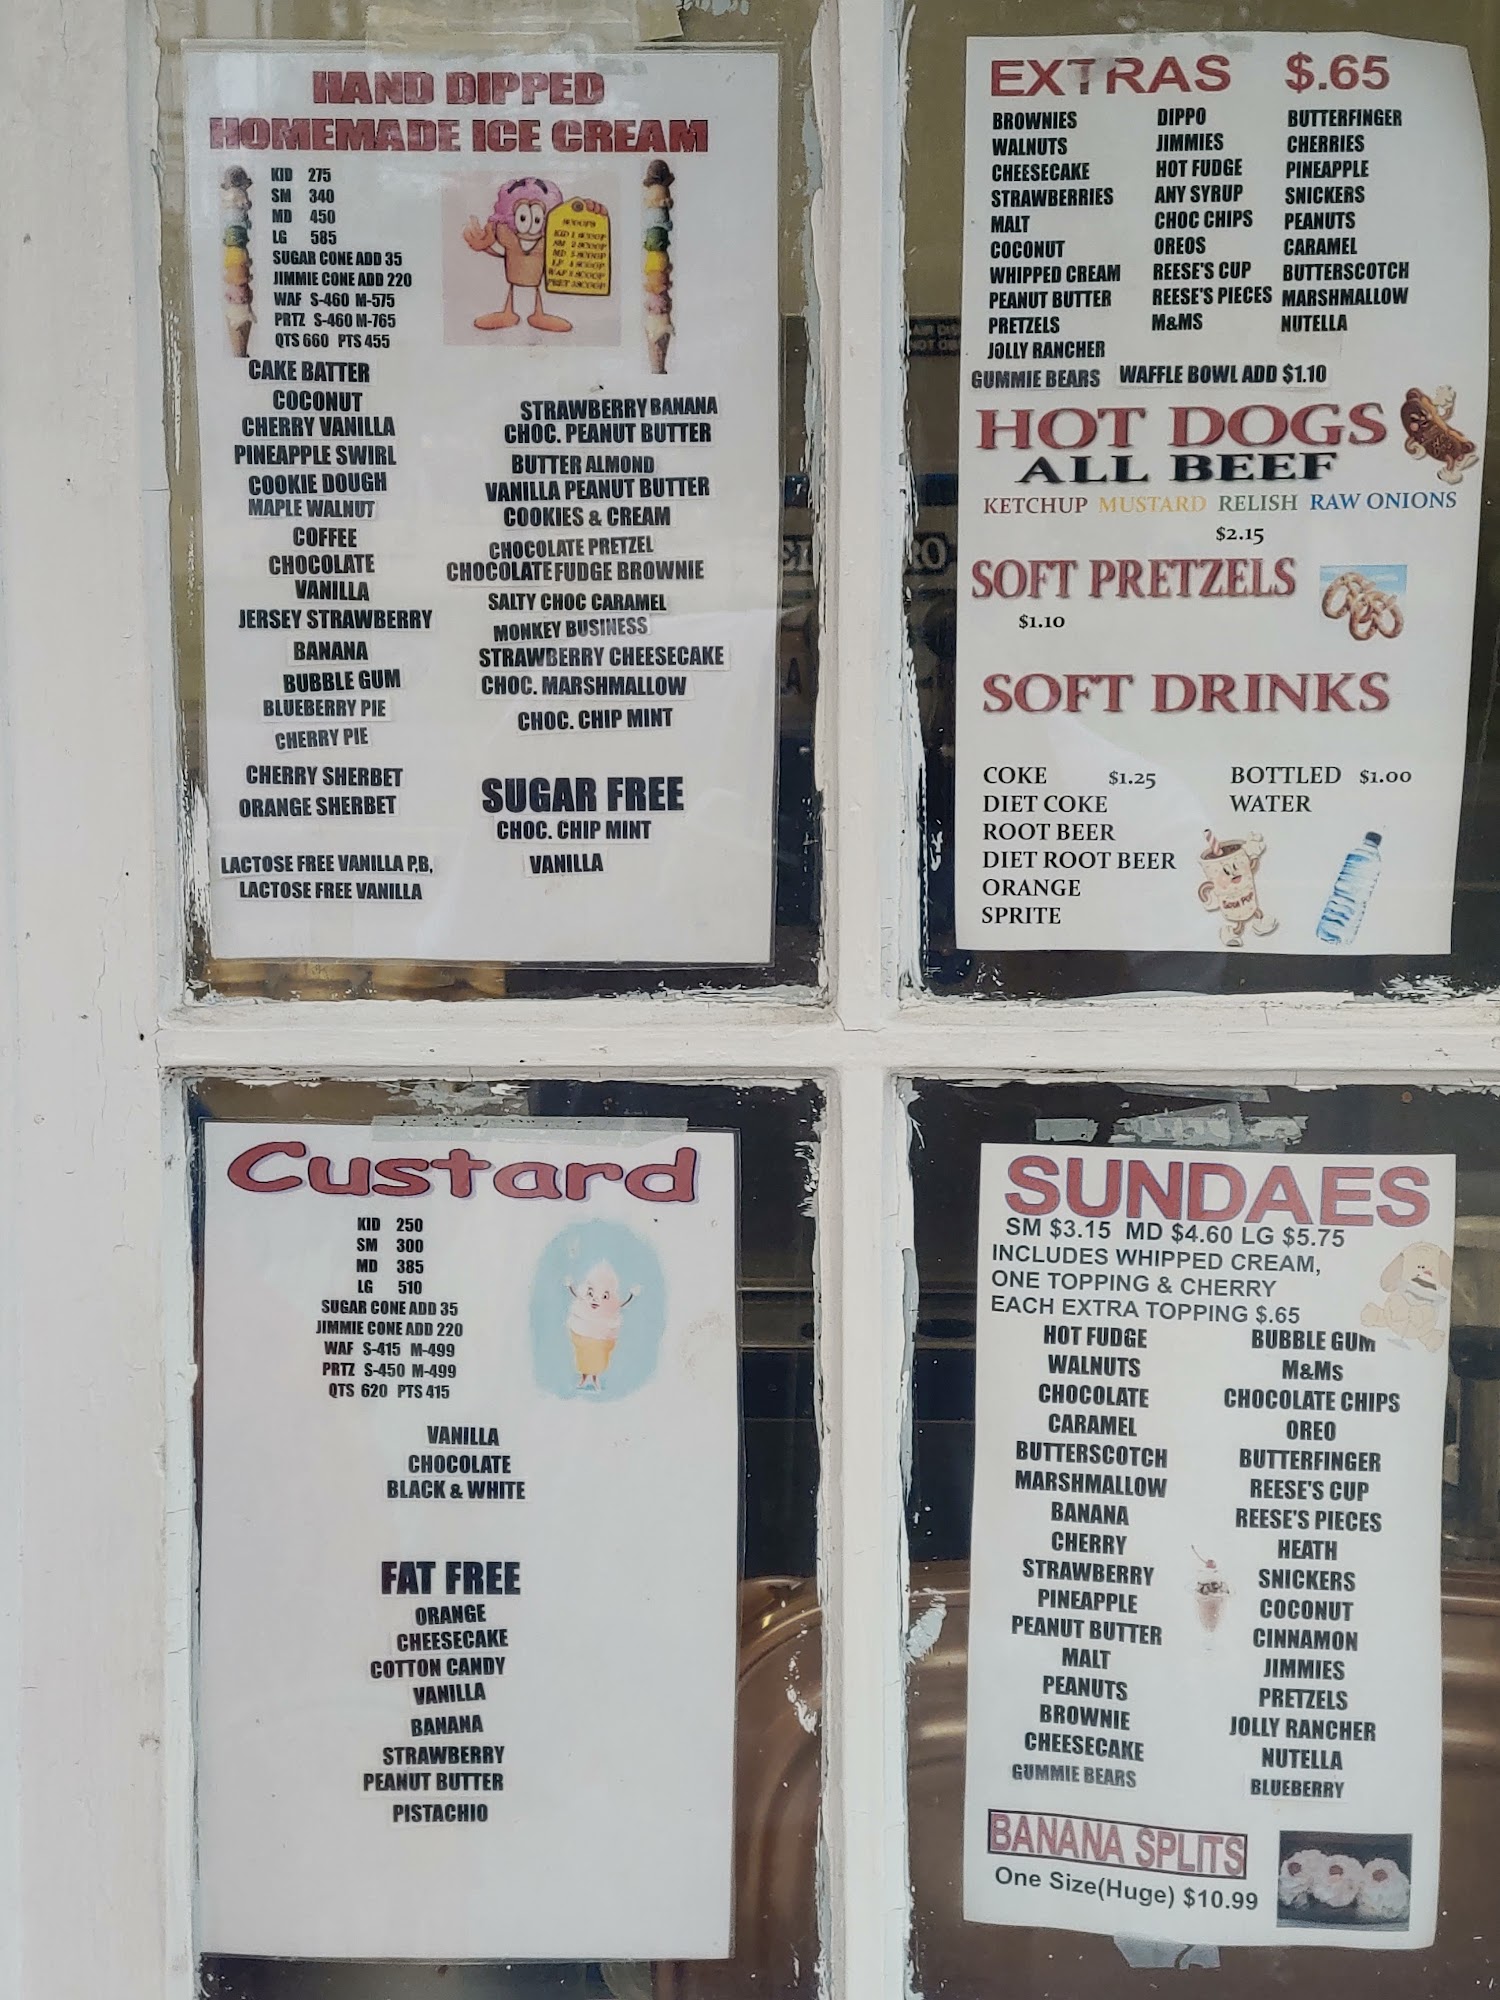 HAND DIPPED
HOMEMADE ICE CREAM
KID 275
SM 340
MD 450
LG 585
SUGAR CONE ADD 35
JIMMIE CONE ADD 220
WAF S-460 M-575
PRTZ S-460 M-765
QTS 660 PTS 455
SCOOPS
KID 1 SCOOP
SM 2 SCOOP
MD 3 SCOOP
CAKE BATTER
COCONUT
CHERRY VANILLA
PINEAPPLE SWIRL
COOKIE DOUGH
MAPLE WALNUT
COFFEE
CHOCOLATE
VANILLA
JERSEY STRAWBERRY
BANANA
BUBBLE GUM
BLUEBERRY PIE
CHERRY PIE
CHERRY SHERBET
ORANGE SHERBET
LACTOSE FREE VANILLA P,B,
LACTOSE FREE VANILLA
STRAWBERRY BANANA
CHOC. PEANUT BUTTER
BUTTER ALMOND
VANILLA PEANUT BUTTER
COOKIES & CREAM
CHOCOLATE PRETZEL
CHOCOLATE FUDGE BROWNIE
SALTY CHOC CARAMEL
MONKEY BUSINESS
STRAWBERRY CHEESECAKE
CHOC. MARSHMALLOW
CHOC. CHIP MINT
SUGAR FREE
CHOC. CHIP MINT
VANILLA
EXTRAS $.65
BROWNIES
WALNUTS
CHEESECAKE
STRAWBERRIES
MALT
COCONUT
WHIPPED CREAM
PEANUT BUTTER
PRETZELS
JOLLY RANCHER
GUMMIE BEARS
DIPPO
JIMMIES
HOT FUDGE
ANY SYRUP
CHOC CHIPS
OREOS
REESE'S CUP
REESE'S PIECES
M&MS
BUTTERFINGER
CHERRIES
PINEAPPLE
SNICKERS
PEANUTS
CARAMEL
BUTTERSCOTCH
MARSHMALLOW
NUTELLA
WAFFLE BOWL ADD $1.10
HOT DOGS
ALL BEEF
KETCHUP MUSTARD RELISH RAW ONIONS
$2.15
SOFT PRETZELS
$1.10
SOFT DRINKS
COKE $1.25
DIET COKE
ROOT BEER
DIET ROOT BEER
ORANGE
SPRITE
BOTTLED $1.00
WATER
SODA POP
Custard
KID 250
SM 300
MD 385
LG 510
SUGAR CONE ADD 35
JIMMIE CONE ADD 220
WAF S-415 M-499
PRTZ S-450 M-499
QTS 620 PTS 415
VANILLA
CHOCOLATE
BLACK & WHITE
FAT FREE
ORANGE
CHEESECAKE
COTTON CANDY
VANILLA
BANANA
STRAWBERRY
PEANUT BUTTER
PISTACHIO
SUNDAES
SM $3.15 MD $4.60 LG $5.75
INCLUDES WHIPPED CREAM,
ONE TOPPING & CHERRY
EACH EXTRA TOPPING $.65
HOT FUDGE
WALNUTS
CHOCOLATE
CARAMEL
BUTTERSCOTCH
MARSHMALLOW
BANANA
CHERRY
STRAWBERRY
PINEAPPLE
PEANUT BUTTER
MALT
PEANUTS
BROWNIE
CHEESECAKE
GUMMIE BEARS
BUBBLE GUM
M&Ms
CHOCOLATE CHIPS
OREO
BUTTERFINGER
REESE'S CUP
REESE'S PIECES
HEATH
SNICKERS
COCONUT
CINNAMON
JIMMIES
PRETZELS
JOLLY RANCHER
NUTELLA
BLUEBERRY
BANANA SPLITS
One Size(Huge) $10.99